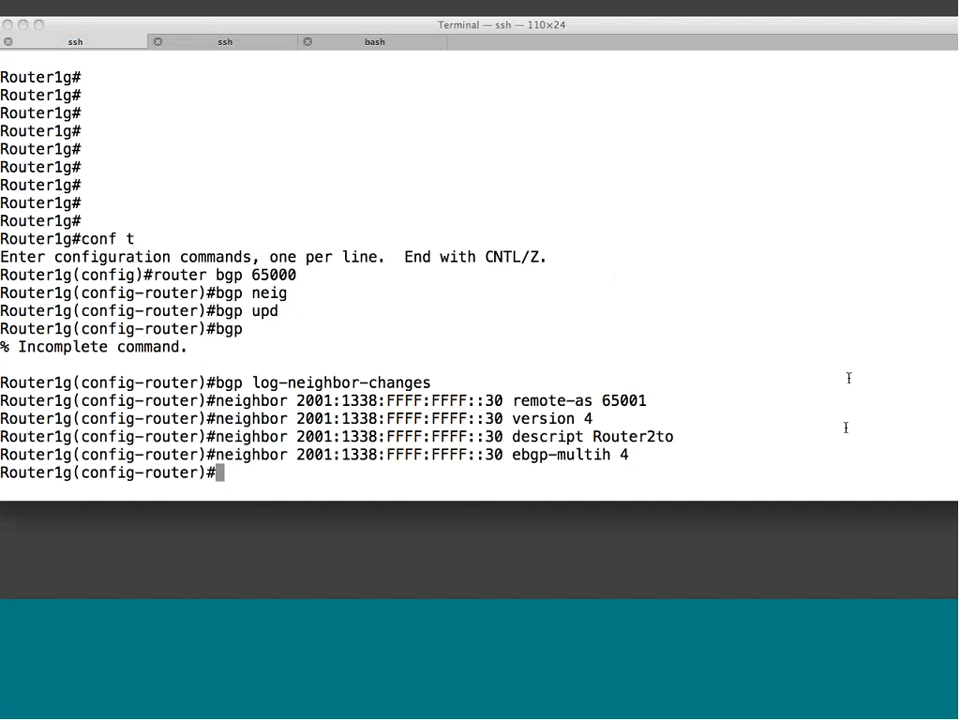 Terminal — ssh — 110×24
ssh
ssh
bash
Router1g#
Router1g#
Router1g#
Router1g#
Router1g#
Router1g#
Router1g#
Router1g#
Router1g#
Router1g#conf t
Enter configuration commands, one per line.  End with CNTL/Z.
Router1g(config)#router bgp 65000
Router1g(config-router)#bgp neig
Router1g(config-router)#bgp upd
Router1g(config-router)#bgp
% Incomplete command.
Router1g(config-router)#bgp log-neighbor-changes
Router1g(config-router)#neighbor 2001:1338:FFFF:FFFF::30 remote-as 65001
Router1g(config-router)#neighbor 2001:1338:FFFF:FFFF::30 version 4
Router1g(config-router)#neighbor 2001:1338:FFFF:FFFF::30 descript Router2to
Router1g(config-router)#neighbor 2001:1338:FFFF:FFFF::30 ebgp-multih 4
Router1g(config-router)#